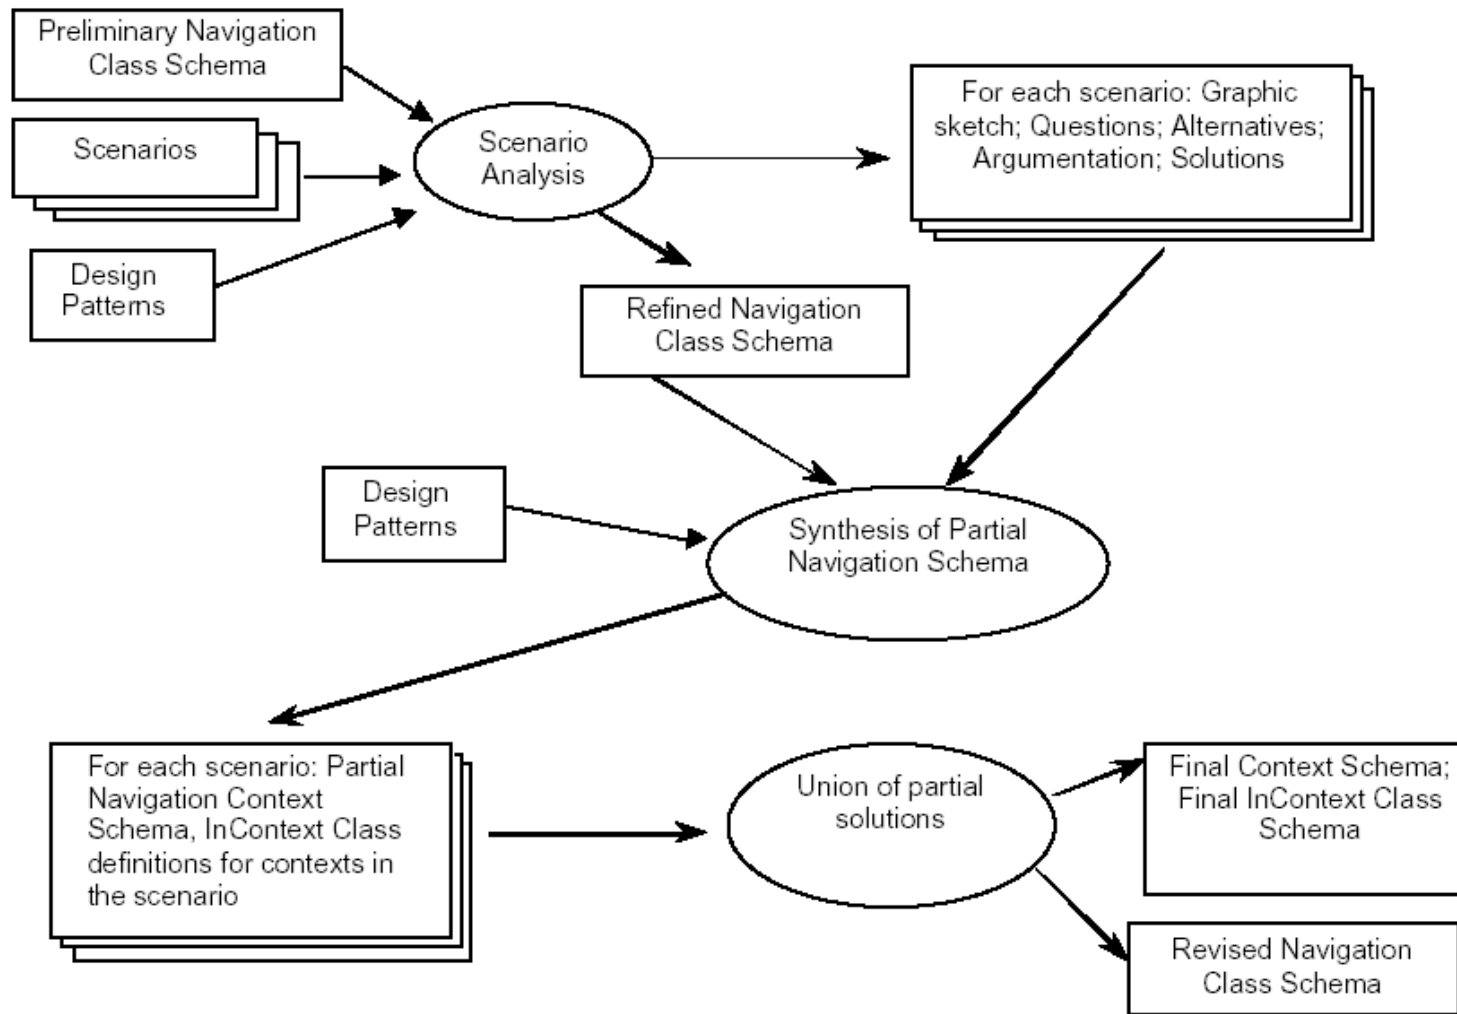 Preliminary Navigation
Class Schema
Scenarios
Design
Patterns
Scenario
Analysis
For each scenario: Graphic
sketch; Questions; Alternatives;
Argumentation; Solutions
Refined Navigation
Class Schema
Design
Patterns
Synthesis of Partial
Navigation Schema
For each scenario: Partial
Navigation Context
Schema, InContext Class
definitions for contexts in
the scenario
Union of partial
solutions
Final Context Schema;
Final InContext Class
Schema
Revised Navigation
Class Schema